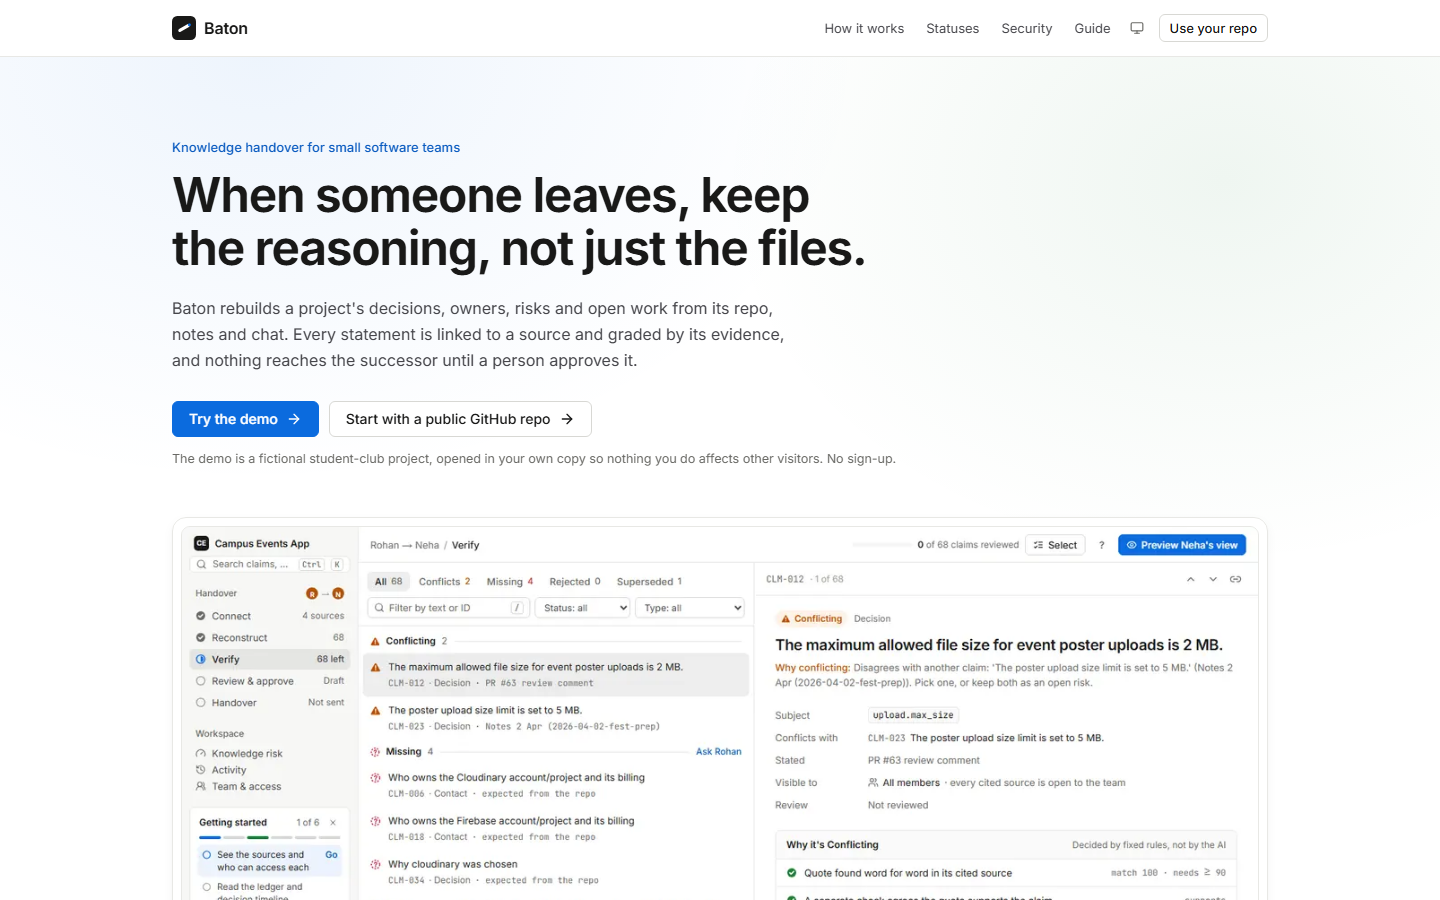 Baton
How it works
Statuses
Security
Guide
Use your repo
Knowledge handover for small software teams
When someone leaves, keep
the reasoning, not just the files.
Baton rebuilds a project's decisions, owners, risks and open work from its repo,
notes and chat. Every statement is linked to a source and graded by its evidence,
and nothing reaches the successor until a person approves it.
Try the demo
Start with a public GitHub repo
The demo is a fictional student-club project, opened in your own copy so nothing you do affects other visitors. No sign-up.
CE Campus Events App
Search claims, ... Ctrl K
Handover R → N
Connect 4 sources
Reconstruct 68
Verify 68 left
Review & approve Draft
Handover Not sent
Workspace
Knowledge risk
Activity
Team & access
Getting started 1 of 6 ×
See the sources and Go
who can access each
Read the ledger and
decision timeline
Rohan → Neha / Verify
0 of 68 claims reviewed
Select
?
Preview Neha's view
All 68 Conflicts 2 Missing 4 Rejected 0 Superseded 1
Filter by text or ID /
Status: all
Type: all
Conflicting 2
The maximum allowed file size for event poster uploads is 2 MB.
CLM-012 · Decision · PR #63 review comment
The poster upload size limit is set to 5 MB.
CLM-023 · Decision · Notes 2 Apr (2026-04-02-fest-prep)
Missing 4 Ask Rohan
Who owns the Cloudinary account/project and its billing
CLM-006 · Contact · expected from the repo
Who owns the Firebase account/project and its billing
CLM-018 · Contact · expected from the repo
Why cloudinary was chosen
CLM-034 · Decision · expected from the repo
CLM-012 · 1 of 68
Conflicting Decision
The maximum allowed file size for event poster uploads is 2 MB.
Why conflicting: Disagrees with another claim: 'The poster upload size limit is set to 5 MB.' (Notes 2
Apr (2026-04-02-fest-prep)). Pick one, or keep both as an open risk.
Subject upload.max_size
Conflicts with CLM-023 The poster upload size limit is set to 5 MB.
Stated PR #63 review comment
Visible to All members · every cited source is open to the team
Review Not reviewed
Why it's Conflicting Decided by fixed rules, not by the AI
Quote found word for word in its cited source match 100 · needs ≥ 90
A separate check agrees the quote supports the claim supports